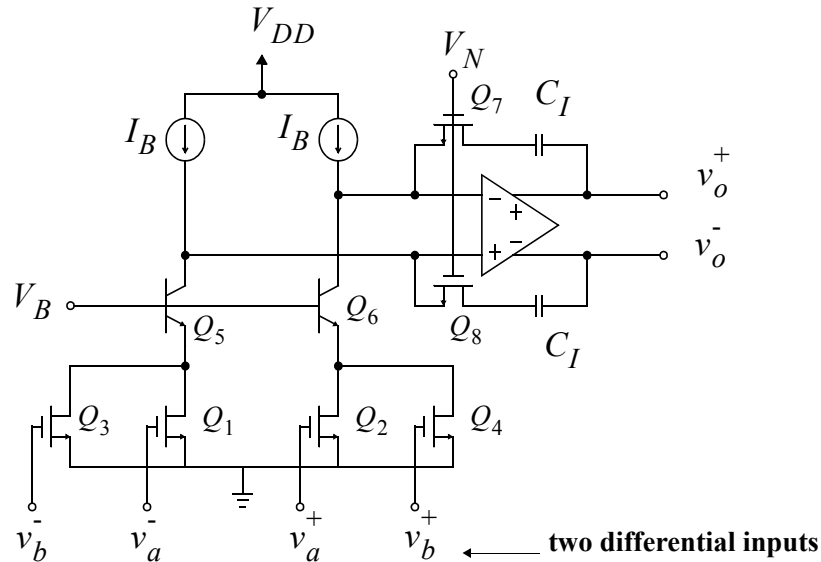 V_DD
V_N
Q_7
C_I
I_B
I_B
v_o^+
v_o^-
V_B
Q_5
Q_6
Q_8
C_I
Q_3
Q_1
Q_2
Q_4
v_b^-
v_a^-
v_a^+
v_b^+
two differential inputs